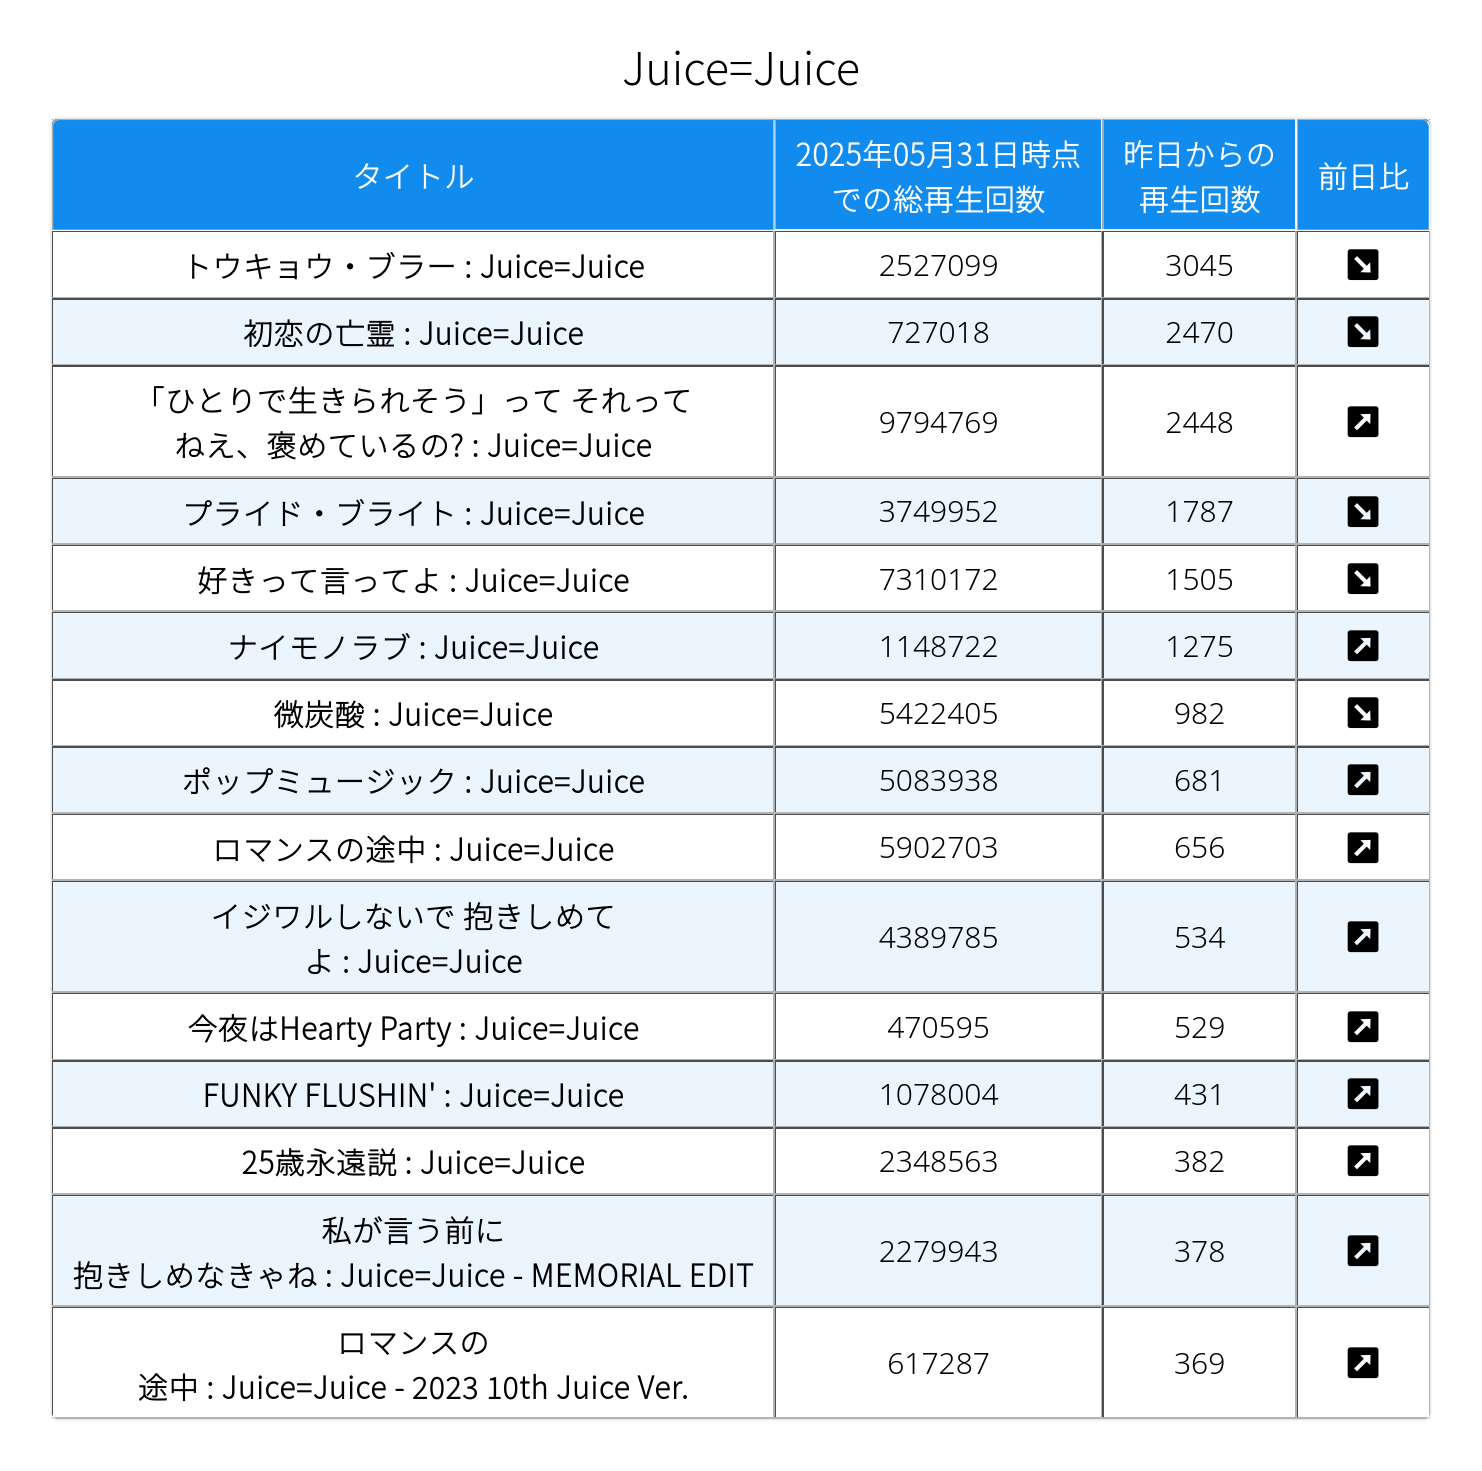 Juice=Juice
タイトル
2025年05月31日時点
での総再生回数
昨日からの
再生回数
前日比
トウキョウ・ブラー : Juice=Juice
2527099
3045
初恋の亡霊 : Juice=Juice
727018
2470
「ひとりで生きられそう」って それって
ねえ、褒めているの? : Juice=Juice
9794769
2448
プライド・ブライト : Juice=Juice
3749952
1787
好きって言ってよ : Juice=Juice
7310172
1505
ナイモノラブ : Juice=Juice
1148722
1275
微炭酸 : Juice=Juice
5422405
982
ポップミュージック : Juice=Juice
5083938
681
ロマンスの途中 : Juice=Juice
5902703
656
イジワルしないで 抱きしめて
よ : Juice=Juice
4389785
534
今夜はHearty Party : Juice=Juice
470595
529
FUNKY FLUSHIN' : Juice=Juice
1078004
431
25歳永遠説 : Juice=Juice
2348563
382
私が言う前に
抱きしめなきゃね : Juice=Juice - MEMORIAL EDIT
2279943
378
ロマンスの
途中 : Juice=Juice - 2023 10th Juice Ver.
617287
369